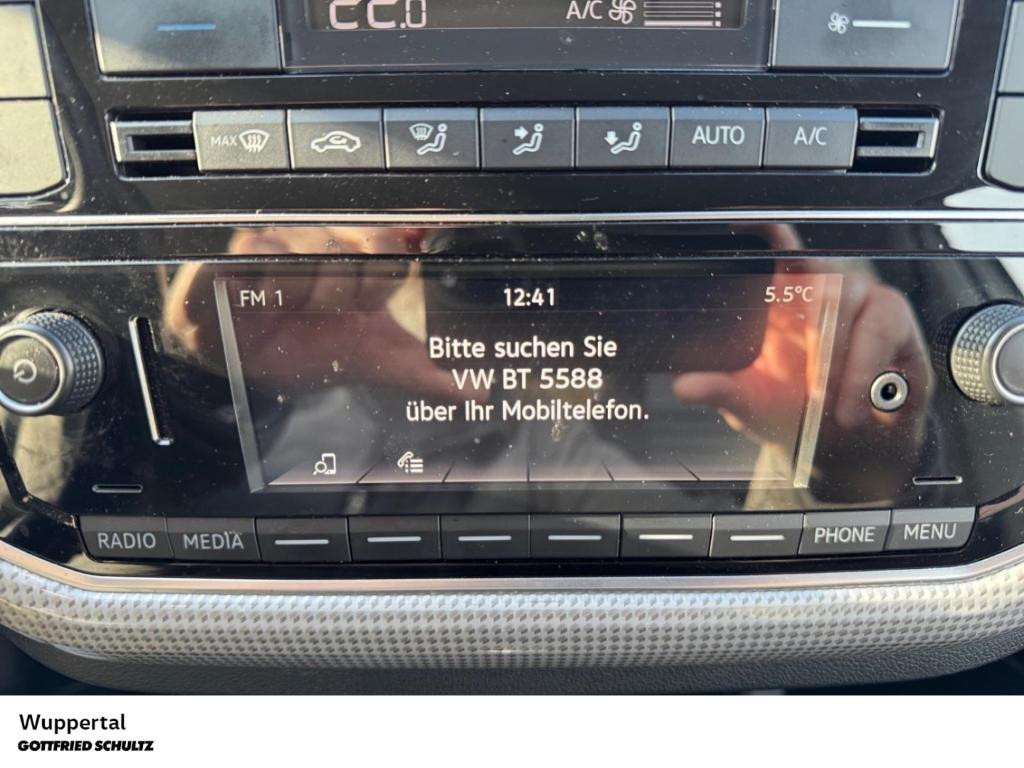 A/C
MAX
AUTO
A/C
FM 1
12:41
5.5°C
Bitte suchen Sie
VW BT 5588
über Ihr Mobiltelefon.
RADIO
MEDIA
PHONE
MENU
Wuppertal
GOTTFRIED SCHULTZ